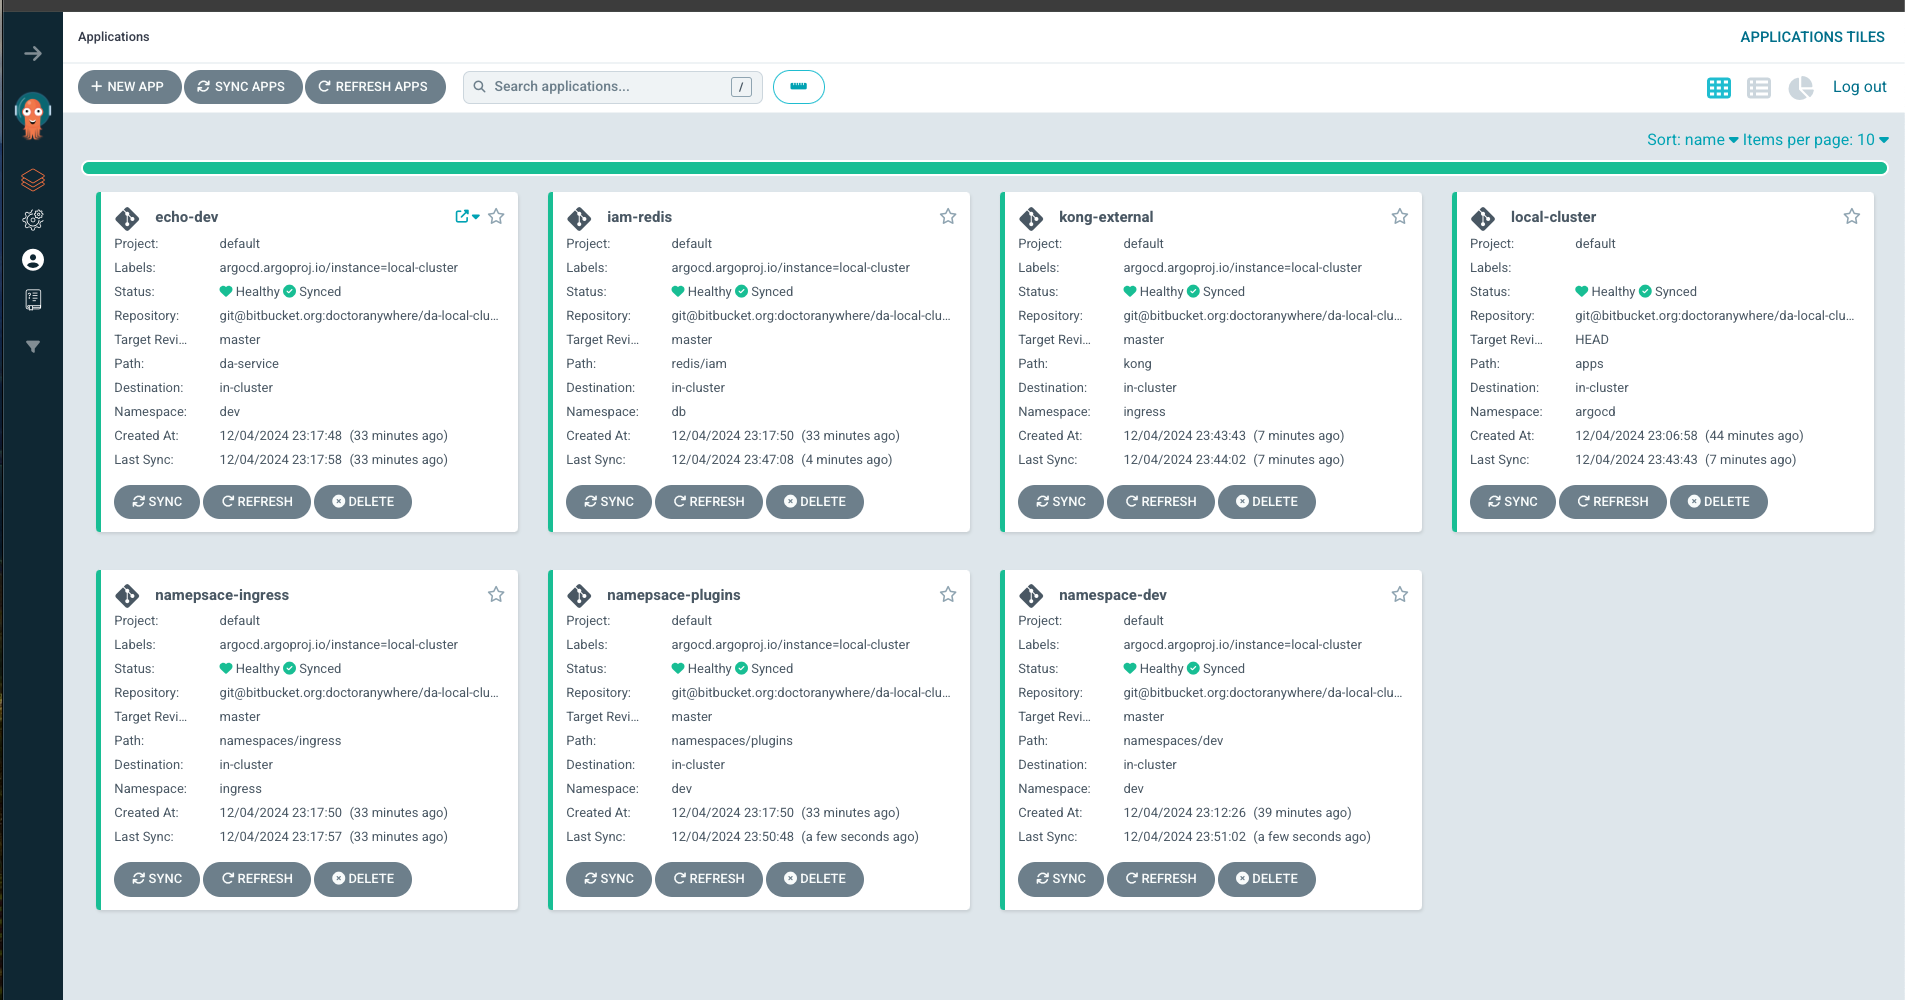 Applications
APPLICATIONS TILES
NEW APP SYNC APPS REFRESH APPS Search applications... / Log out
Sort: name Items per page: 10
echo-dev
Project: default
Labels: argocd.argoproj.io/instance=local-cluster
Status: Healthy Synced
Repository: git@bitbucket.org:doctoranywhere/da-local-clu...
Target Revi... master
Path: da-service
Destination: in-cluster
Namespace: dev
Created At: 12/04/2024 23:17:48 (33 minutes ago)
Last Sync: 12/04/2024 23:17:58 (33 minutes ago)
SYNC REFRESH DELETE
iam-redis
Project: default
Labels: argocd.argoproj.io/instance=local-cluster
Status: Healthy Synced
Repository: git@bitbucket.org:doctoranywhere/da-local-clu...
Target Revi... master
Path: redis/iam
Destination: in-cluster
Namespace: db
Created At: 12/04/2024 23:17:50 (33 minutes ago)
Last Sync: 12/04/2024 23:47:08 (4 minutes ago)
SYNC REFRESH DELETE
kong-external
Project: default
Labels: argocd.argoproj.io/instance=local-cluster
Status: Healthy Synced
Repository: git@bitbucket.org:doctoranywhere/da-local-clu...
Target Revi... master
Path: kong
Destination: in-cluster
Namespace: ingress
Created At: 12/04/2024 23:43:43 (7 minutes ago)
Last Sync: 12/04/2024 23:44:02 (7 minutes ago)
SYNC REFRESH DELETE
local-cluster
Project: default
Labels:
Status: Healthy Synced
Repository: git@bitbucket.org:doctoranywhere/da-local-clu...
Target Revi... HEAD
Path: apps
Destination: in-cluster
Namespace: argocd
Created At: 12/04/2024 23:06:58 (44 minutes ago)
Last Sync: 12/04/2024 23:43:43 (7 minutes ago)
SYNC REFRESH DELETE
namepsace-ingress
Project: default
Labels: argocd.argoproj.io/instance=local-cluster
Status: Healthy Synced
Repository: git@bitbucket.org:doctoranywhere/da-local-clu...
Target Revi... master
Path: namespaces/ingress
Destination: in-cluster
Namespace: ingress
Created At: 12/04/2024 23:17:50 (33 minutes ago)
Last Sync: 12/04/2024 23:17:57 (33 minutes ago)
SYNC REFRESH DELETE
namepsace-plugins
Project: default
Labels: argocd.argoproj.io/instance=local-cluster
Status: Healthy Synced
Repository: git@bitbucket.org:doctoranywhere/da-local-clu...
Target Revi... master
Path: namespaces/plugins
Destination: in-cluster
Namespace: dev
Created At: 12/04/2024 23:17:50 (33 minutes ago)
Last Sync: 12/04/2024 23:50:48 (a few seconds ago)
SYNC REFRESH DELETE
namespace-dev
Project: default
Labels: argocd.argoproj.io/instance=local-cluster
Status: Healthy Synced
Repository: git@bitbucket.org:doctoranywhere/da-local-clu...
Target Revi... master
Path: namespaces/dev
Destination: in-cluster
Namespace: dev
Created At: 12/04/2024 23:12:26 (39 minutes ago)
Last Sync: 12/04/2024 23:51:02 (a few seconds ago)
SYNC REFRESH DELETE